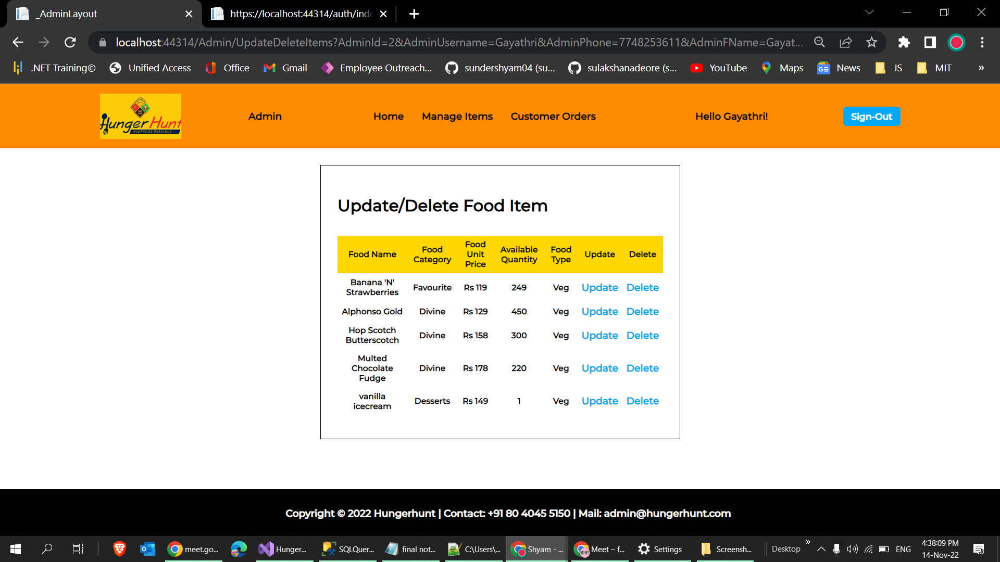 _AdminLayout
https://localhost:44314/auth/inde
localhost:44314/Admin/UpdateDeleteItems?AdminId=2&AdminUsername=Gayathri&AdminPhone=7748253611&AdminFName=Gayat...
.NET Training© Unified Access Office Gmail Employee Outreach... sundershyam04 (su... sulakshanadeore (s... YouTube Maps News JS MIT »
Hunger Hunt
HUNT YOUR CRAVINGS....
Admin Home Manage Items Customer Orders Hello Gayathri! Sign-Out
Update/Delete Food Item
Food Name Food Category Food Unit Price Available Quantity Food Type Update Delete
Banana 'N' Strawberries Favourite Rs 119 249 Veg Update Delete
Alphonso Gold Divine Rs 129 450 Veg Update Delete
Hop Scotch Butterscotch Divine Rs 158 300 Veg Update Delete
Multed Chocolate Fudge Divine Rs 178 220 Veg Update Delete
vanilla icecream Desserts Rs 149 1 Veg Update Delete
Copyright © 2022 Hungerhunt | Contact: +91 80 4045 5150 | Mail: admin@hungerhunt.com
meet.go... Hunger... SQLQuer... final not... C:\Users\... Shyam - ... Meet – f... Settings Screensh... Desktop » ENG
4:38:09 PM
14-Nov-22